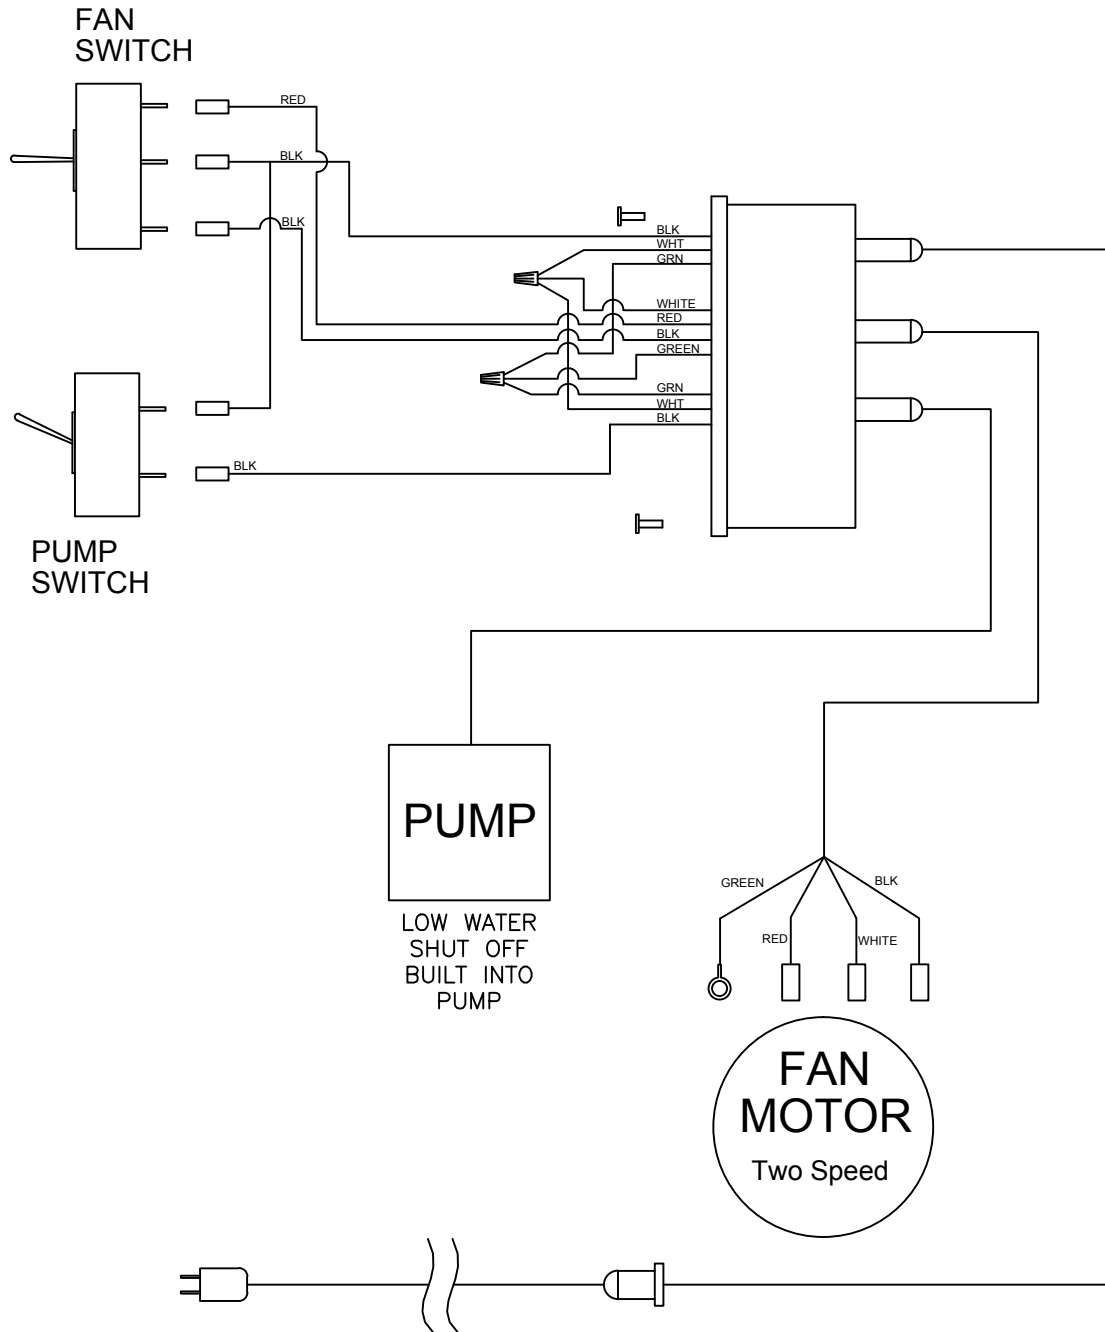 FAN
SWITCH
RED
BLK
BLK
BLK
WHT
GRN
WHITE
RED
BLK
GREEN
GRN
WHT
BLK
BLK
PUMP
SWITCH
PUMP
LOW WATER
SHUT OFF
BUILT INTO
PUMP
GREEN
BLK
RED
WHITE
FAN
MOTOR
Two Speed